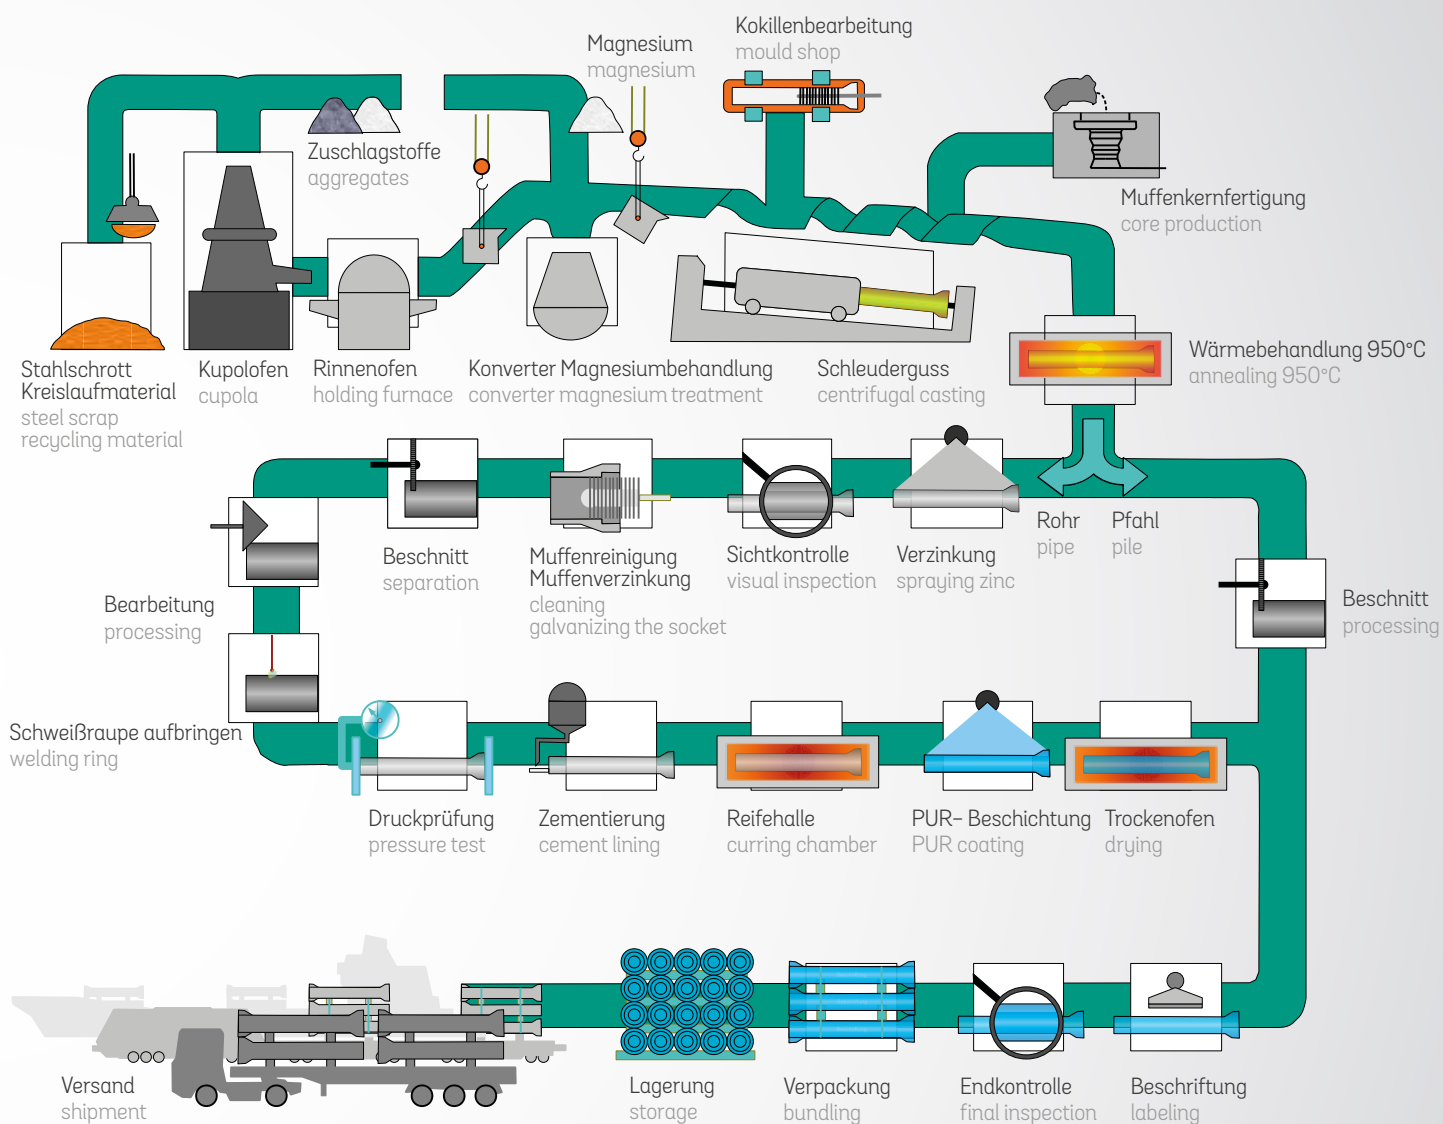 Kokillenbearbeitung
mould shop
Magnesium
magnesium
Zuschlagstoffe
aggregates
Muffenkernfertigung
core production
Stahlschrott
Kreislaufmaterial
steel scrap
recycling material
Kupolofen
cupola
Rinnenofen
holding furnace
Konverter Magnesiumbehandlung
converter magnesium treatment
Schleuderguss
centrifugal casting
Wärmebehandlung 950°C
annealing 950°C
Rohr
pipe
Pfahl
pile
Verzinkung
spraying zinc
Sichtkontrolle
visual inspection
Muffenreinigung
Muffenverzinkung
cleaning
galvanizing the socket
Beschnitt
separation
Bearbeitung
processing
Beschnitt
processing
Schweißraupe aufbringen
welding ring
Druckprüfung
pressure test
Zementierung
cement lining
Reifehalle
curring chamber
PUR- Beschichtung
PUR coating
Trockenofen
drying
Versand
shipment
Lagerung
storage
Verpackung
bundling
Endkontrolle
final inspection
Beschriftung
labeling